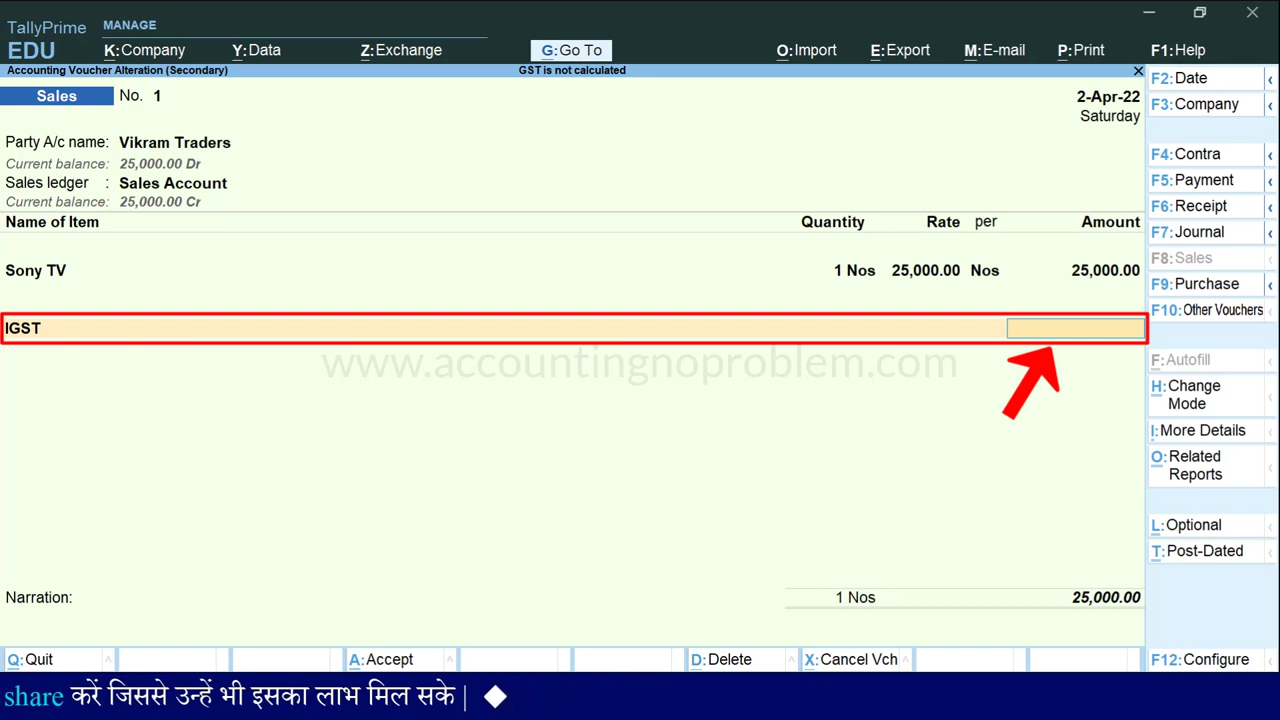 TallyPrime MANAGE
EDU K:Company Y:Data Z:Exchange G:Go To O:Import E:Export M:E-mail P:Print F1:Help
Accounting Voucher Alteration (Secondary) GST is not calculated
Sales No. 1 2-Apr-22
Saturday
Party A/c name: Vikram Traders
Current balance: 25,000.00 Dr
Sales ledger : Sales Account
Current balance: 25,000.00 Cr
Name of Item Quantity Rate per Amount
Sony TV 1 Nos 25,000.00 Nos 25,000.00
IGST
www.accountingnoproblem.com
Narration: 1 Nos 25,000.00
F2:Date
F3:Company
F4:Contra
F5:Payment
F6:Receipt
F7:Journal
F8:Sales
F9:Purchase
F10:Other Vouchers
F:Autofill
H:Change
Mode
I:More Details
O:Related
Reports
L:Optional
T:Post-Dated
Q:Quit A:Accept D:Delete X:Cancel Vch F12:Configure
share करें जिससे उन्हें भी इसका लाभ मिल सके |